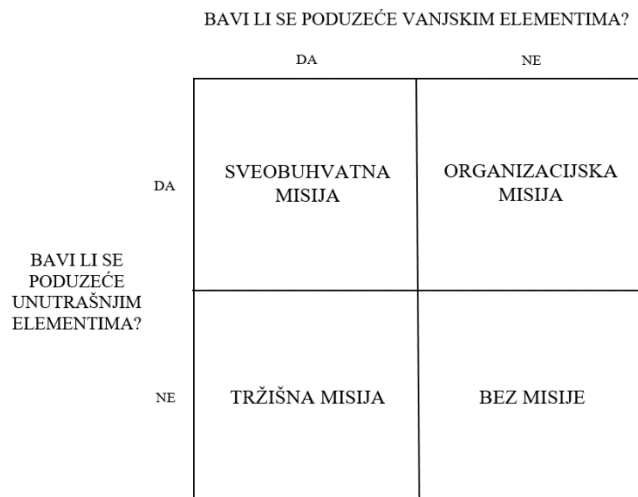 BAVI LI SE PODUZEĆE VANJSKIM ELEMENTIMA?
DA
NE
DA
SVEOBUHVATNA
MISIJA
ORGANIZACIJSKA
MISIJA
BAVI LI SE
PODUZEĆE
UNUTRAŠNJIM
ELEMENTIMA?
NE
TRŽIŠNA MISIJA
BEZ MISIJE